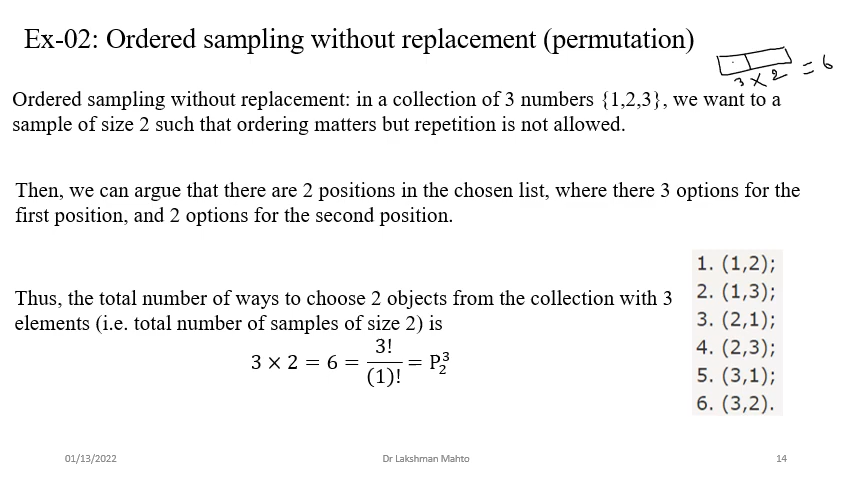 Ex-02: Ordered sampling without replacement (permutation)
3 × 2 = 6
Ordered sampling without replacement: in a collection of 3 numbers {1,2,3}, we want to a
sample of size 2 such that ordering matters but repetition is not allowed.
Then, we can argue that there are 2 positions in the chosen list, where there 3 options for the
first position, and 2 options for the second position.
Thus, the total number of ways to choose 2 objects from the collection with 3
elements (i.e. total number of samples of size 2) is
3 × 2 = 6 = 3!/(1)! = P₂³
1. (1,2);
2. (1,3);
3. (2,1);
4. (2,3);
5. (3,1);
6. (3,2).
01/13/2022
Dr Lakshman Mahto
14